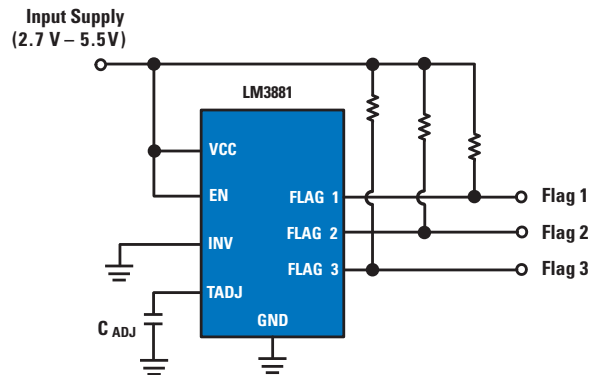 Input Supply
(2.7 V – 5.5V)
LM3881
VCC
EN
FLAG 1
Flag 1
INV
FLAG 2
Flag 2
FLAG 3
Flag 3
TADJ
GND
C ADJ